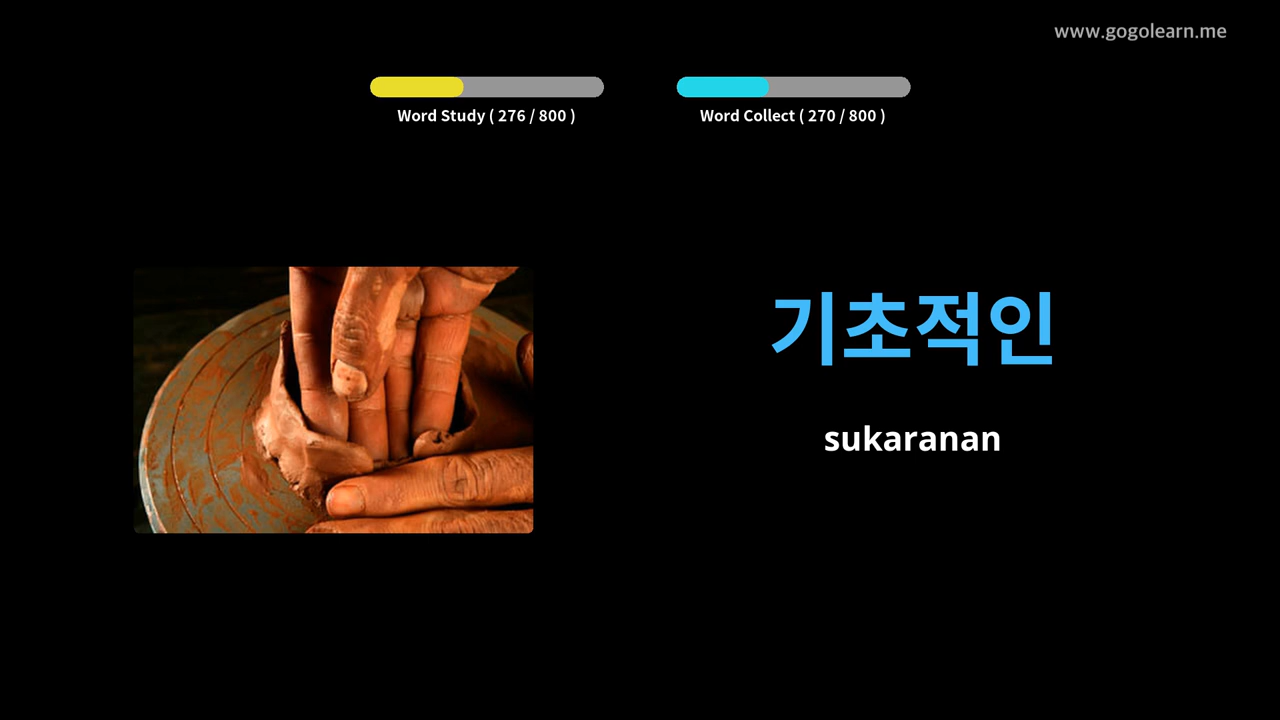 www.gogolearn.me
Word Study ( 276 / 800 )
Word Collect ( 270 / 800 )
기초적인
sukaranan